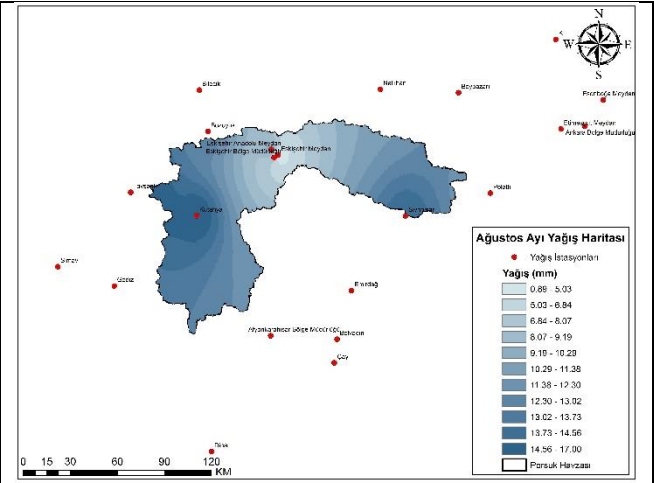 N
W E
S
Bilecik
Nallıhan
Beypazarı
Esenboğa Meydan
Etimesgut Meydan
Ankara Bölge Müdürlüğü
Bozüyük
Eskişehir Anadolu Meydan
Eskişehir Bölge Müdürlüğü
Eskişehir Meydan
Tavşanlı
Kütahya
Sivrihisar
Polatlı
Simav
Gediz
Emirdağ
Afyonkarahisar Bölge Müdürlüğü
Bolvadin
Çay
Dinar
Ağustos Ayı Yağış Haritası
Yağış İstasyonları
Yağış (mm)
0.89 - 5.03
5.03 - 6.84
6.84 - 8.07
8.07 - 9.19
9.19 - 10.29
10.29 - 11.38
11.38 - 12.30
12.30 - 13.02
13.02 - 13.73
13.73 - 14.56
14.56 - 17.00
Porsuk Havzası
0 15 30 60 90 120
KM